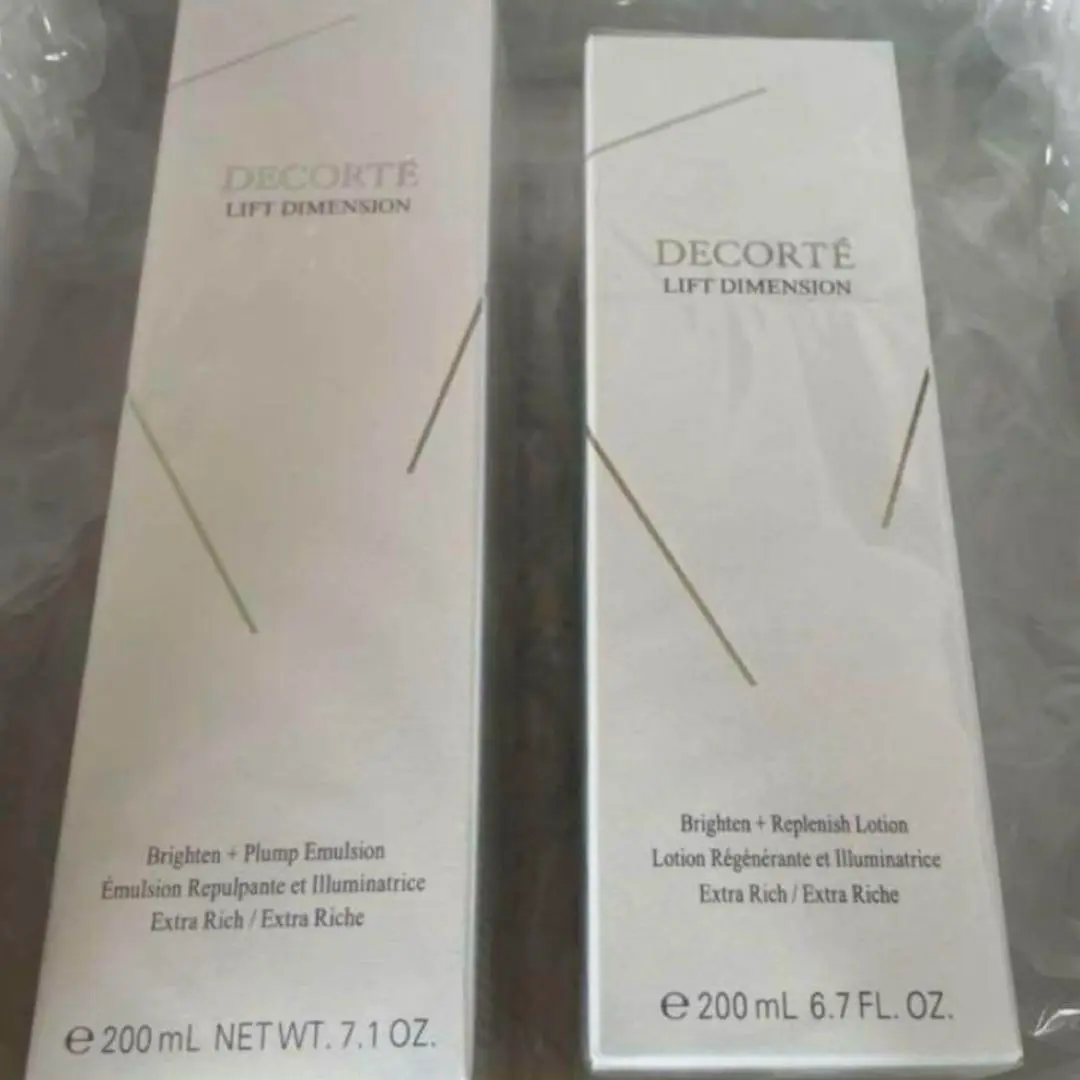 DECORTÉ
LIFT DIMENSION
Brighten + Plump Emulsion
Émulsion Repulpante et Illuminatrice
Extra Rich / Extra Riche
e 200 mL NET WT. 7.1 OZ.
DECORTÉ
LIFT DIMENSION
Brighten + Replenish Lotion
Lotion Régénérante et Illuminatrice
Extra Rich / Extra Riche
e 200 mL 6.7 FL. OZ.